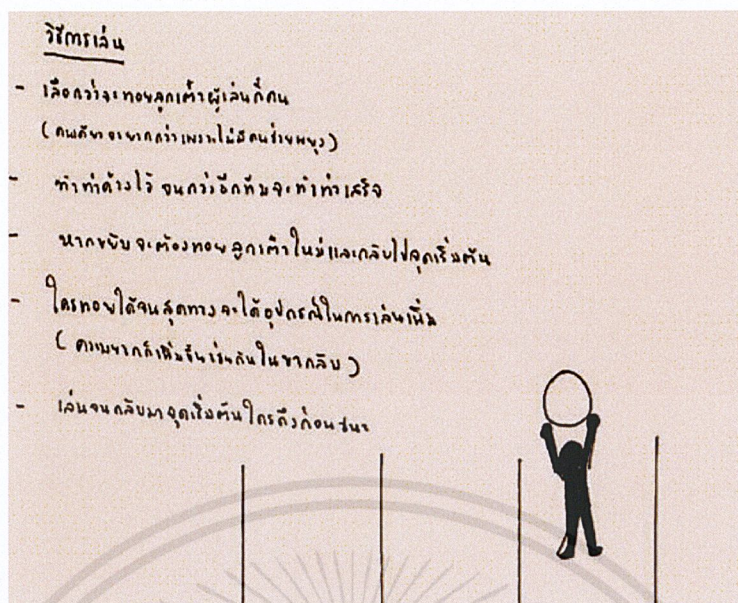 วิธีการเล่น
- เลือกว่าจะทอยลูกเต๋าผู้เล่นกี่คน
(คนเดียวจะยากกว่าเพราะไม่มีคนช่วยพยุง)
- ทำท่าค้างไว้ จนกว่าอีกทีมจะทำท่าเสร็จ
- หากขยับจะต้องทอยลูกเต๋าใหม่และกลับไปจุดเริ่มต้น
- ใครทอยได้จนสุดทางจะได้อุปกรณ์ในการเล่นเพิ่ม
(ความยากก็เพิ่มขึ้นเช่นกันในขากลับ)
- เล่นจนกลับมาจุดเริ่มต้นใครถึงก่อนชนะ